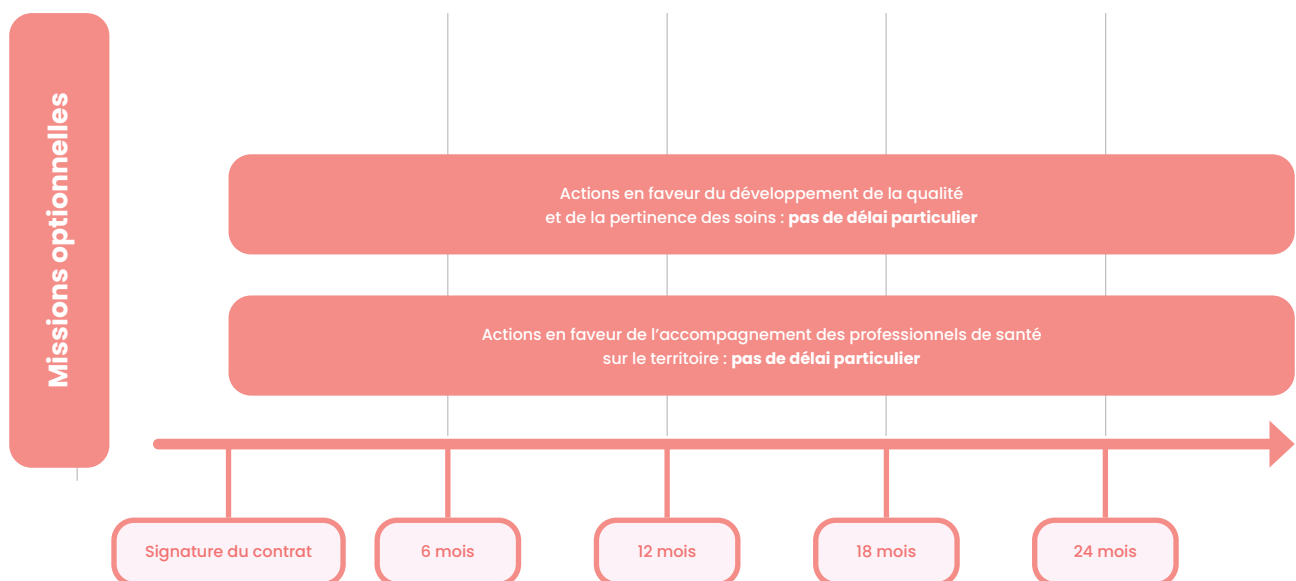 Missions optionnelles
Actions en faveur du développement de la qualité
et de la pertinence des soins : pas de délai particulier
Actions en faveur de l’accompagnement des professionnels de santé
sur le territoire : pas de délai particulier
Signature du contrat
6 mois
12 mois
18 mois
24 mois